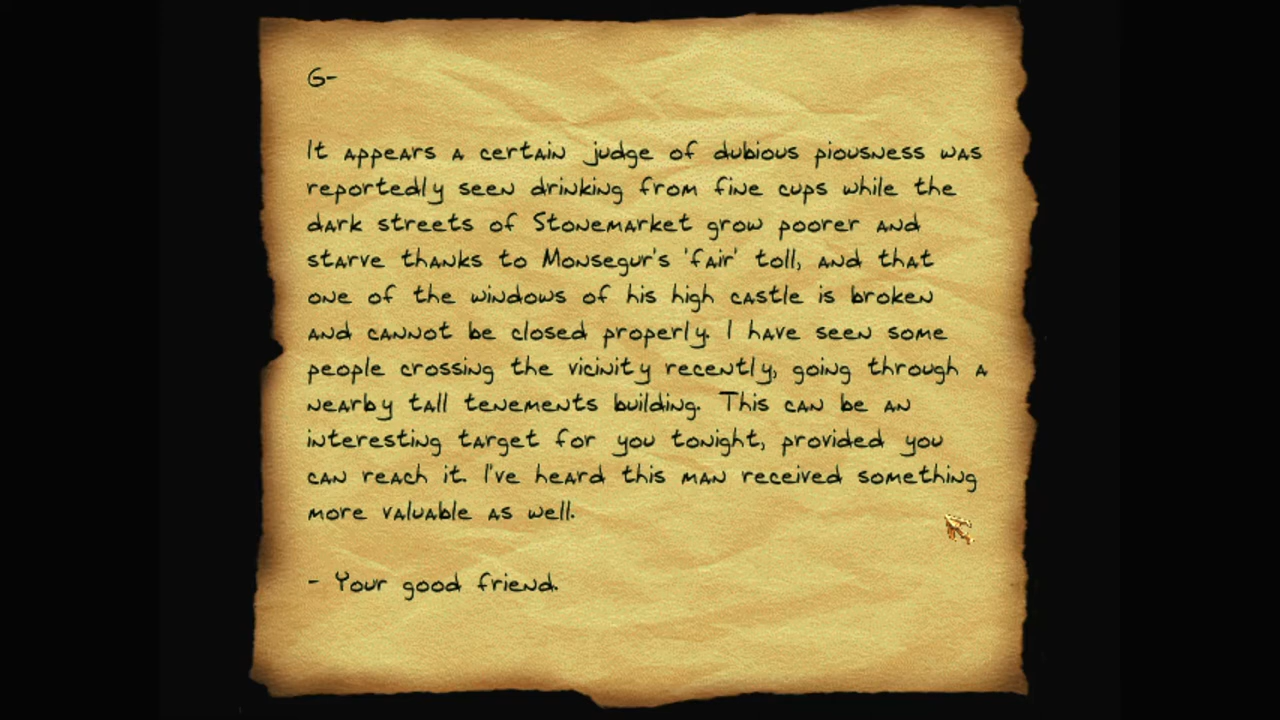 G-
It appears a certain judge of dubious piousness was
reportedly seen drinking from fine cups while the
dark streets of Stonemarket grow poorer and
starve thanks to Monsegur's 'fair' toll, and that
one of the windows of his high castle is broken
and cannot be closed properly. I have seen some
people crossing the vicinity recently, going through a
nearby tall tenements building. This can be an
interesting target for you tonight, provided you
can reach it. I've heard this man received something
more valuable as well.
- Your good friend.